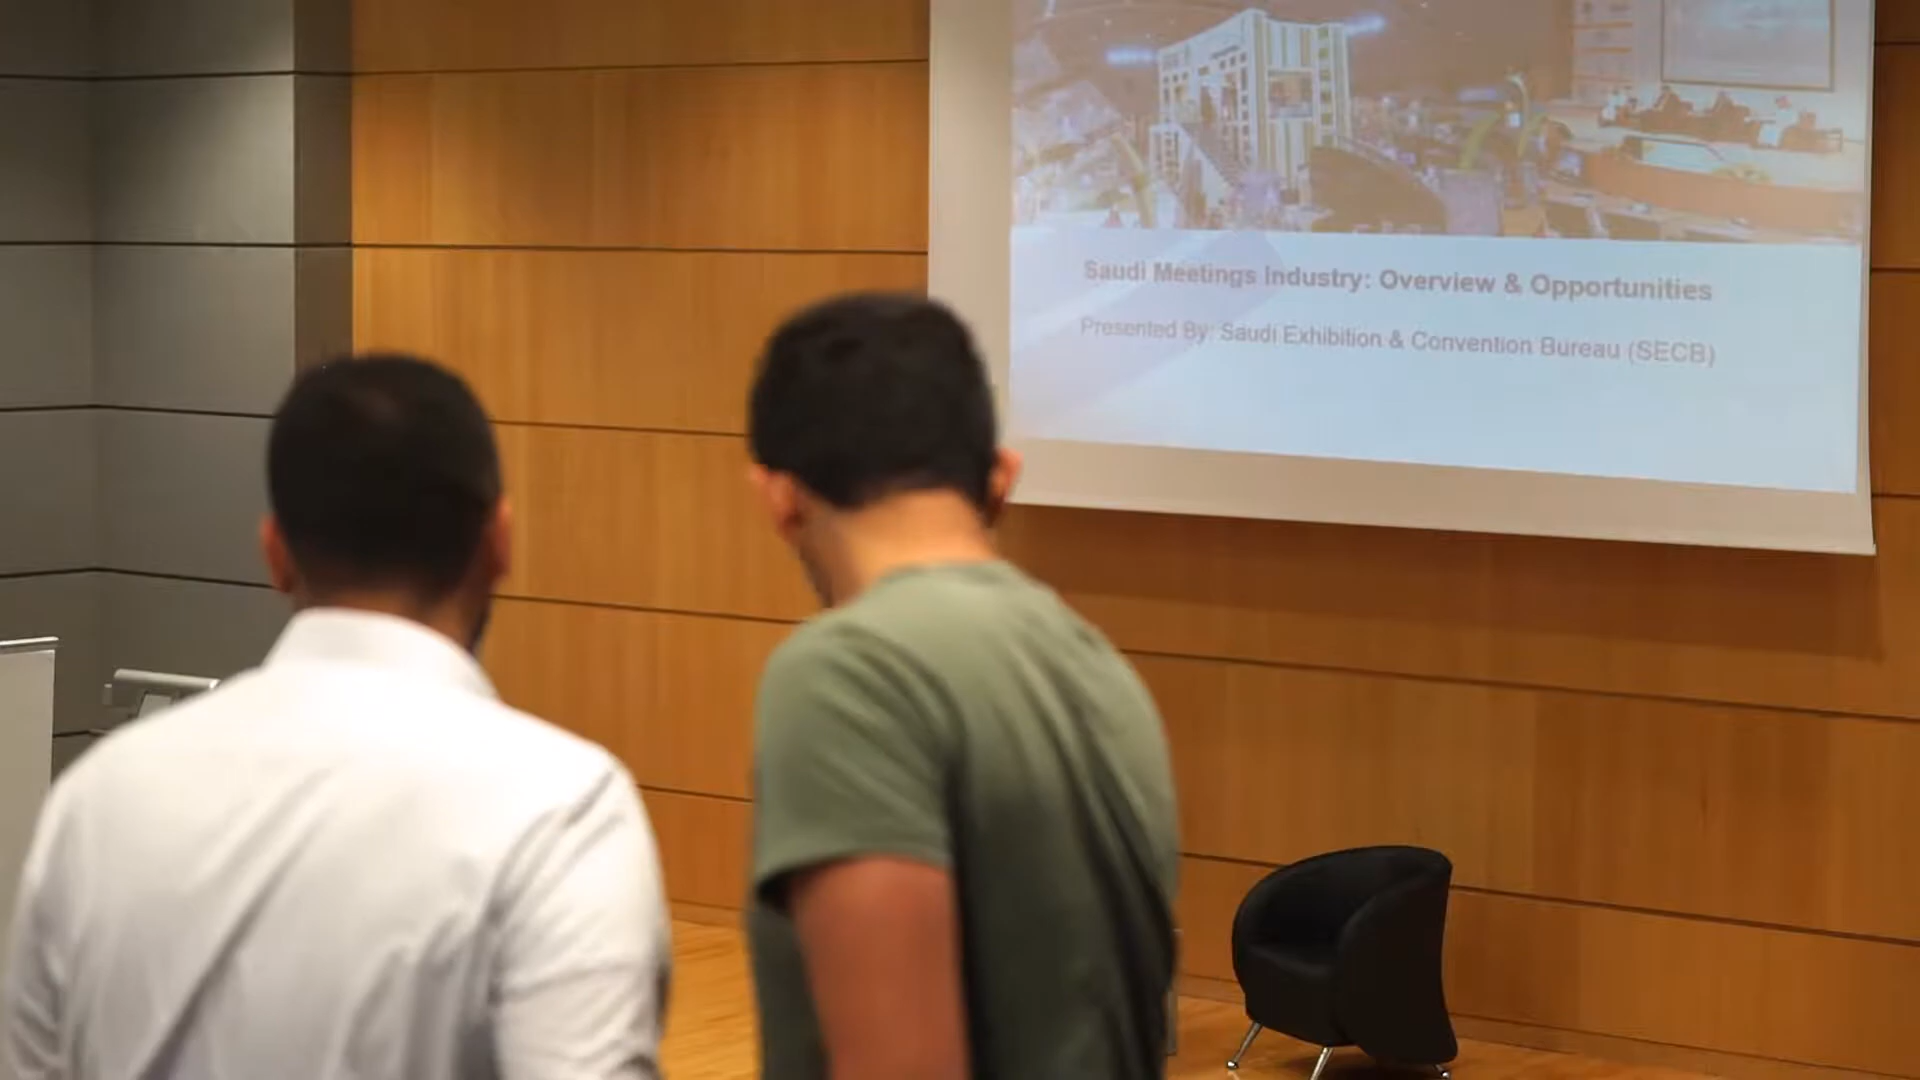 Saudi Meetings Industry: Overview & Opportunities
Presented By: Saudi Exhibition & Convention Bureau (SECB)